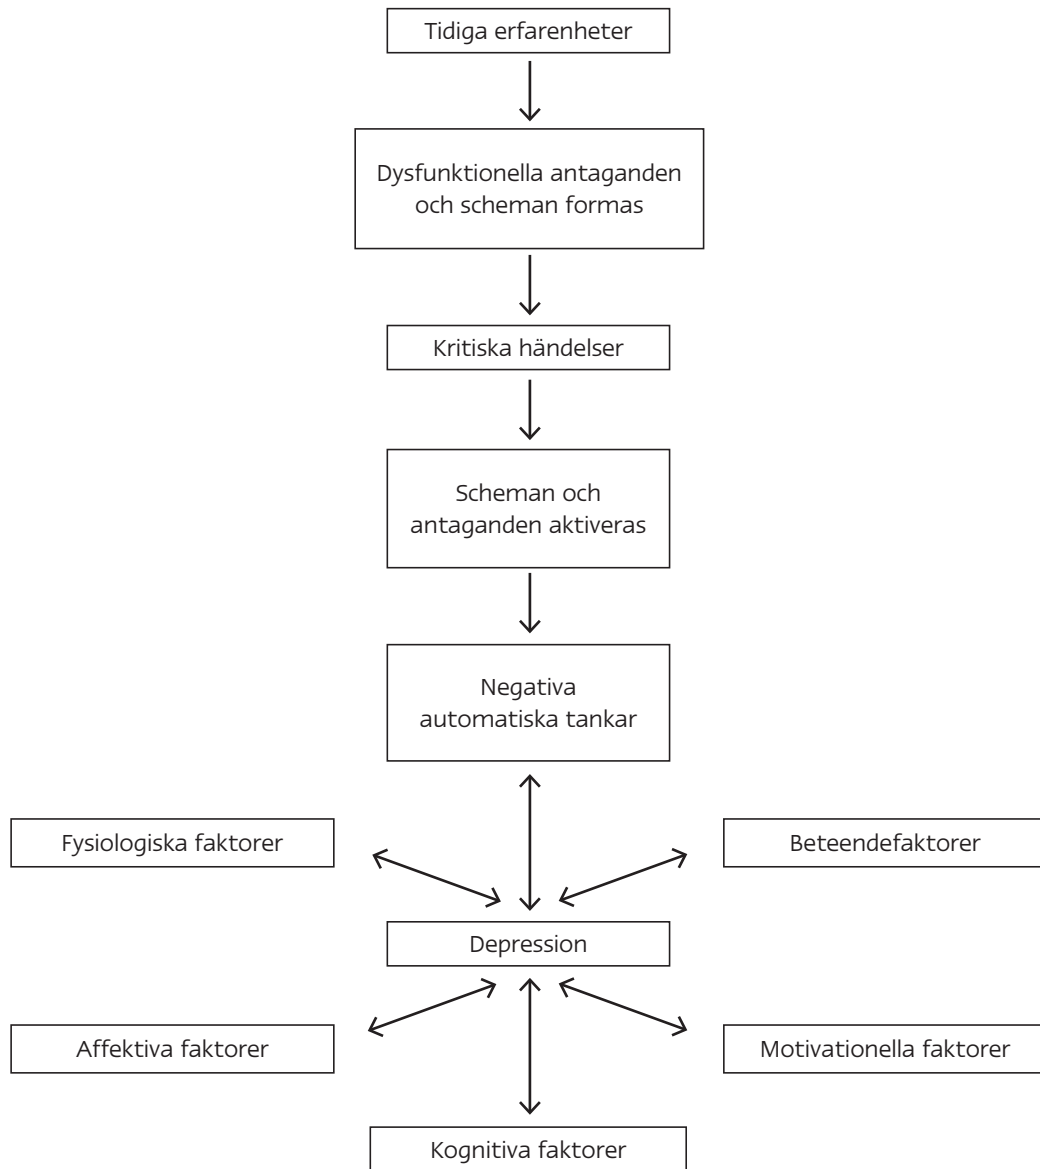 Tidiga erfarenheter
Dysfunktionella antaganden
och scheman formas
Kritiska händelser
Scheman och
antaganden aktiveras
Negativa
automatiska tankar
Fysiologiska faktorer
Beteendefaktorer
Depression
Affektiva faktorer
Motivationella faktorer
Kognitiva faktorer